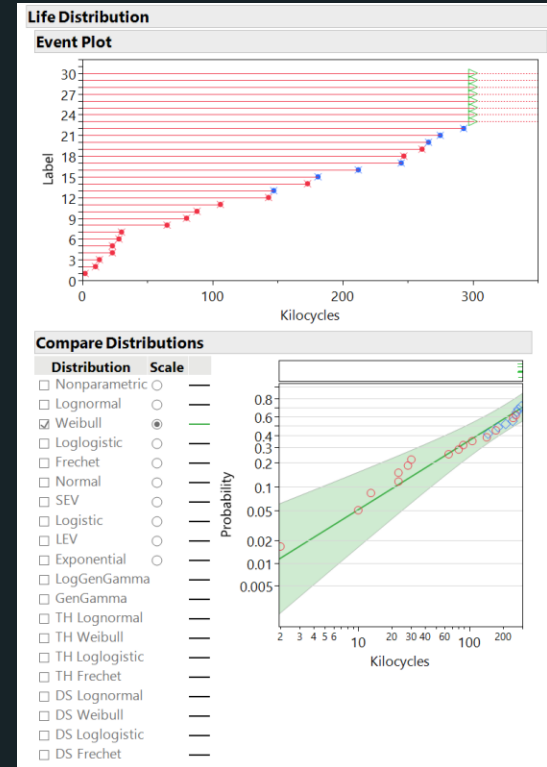 Life Distribution
Event Plot
30
27
24
21
18
15
12
9
6
3
0
Label
0 100 200 300
Kilocycles
Compare Distributions
Distribution Scale
Nonparametric
Lognormal
Weibull
Loglogistic
Frechet
Normal
SEV
Logistic
LEV
Exponential
LogGenGamma
GenGamma
TH Lognormal
TH Weibull
TH Loglogistic
TH Frechet
DS Lognormal
DS Weibull
DS Loglogistic
DS Frechet
0.8
0.6
0.4
0.3
0.2
0.1
0.05
0.02
0.01
0.005
Probability
2 3 4 5 6 10 20 30 40 60 100 200
Kilocycles